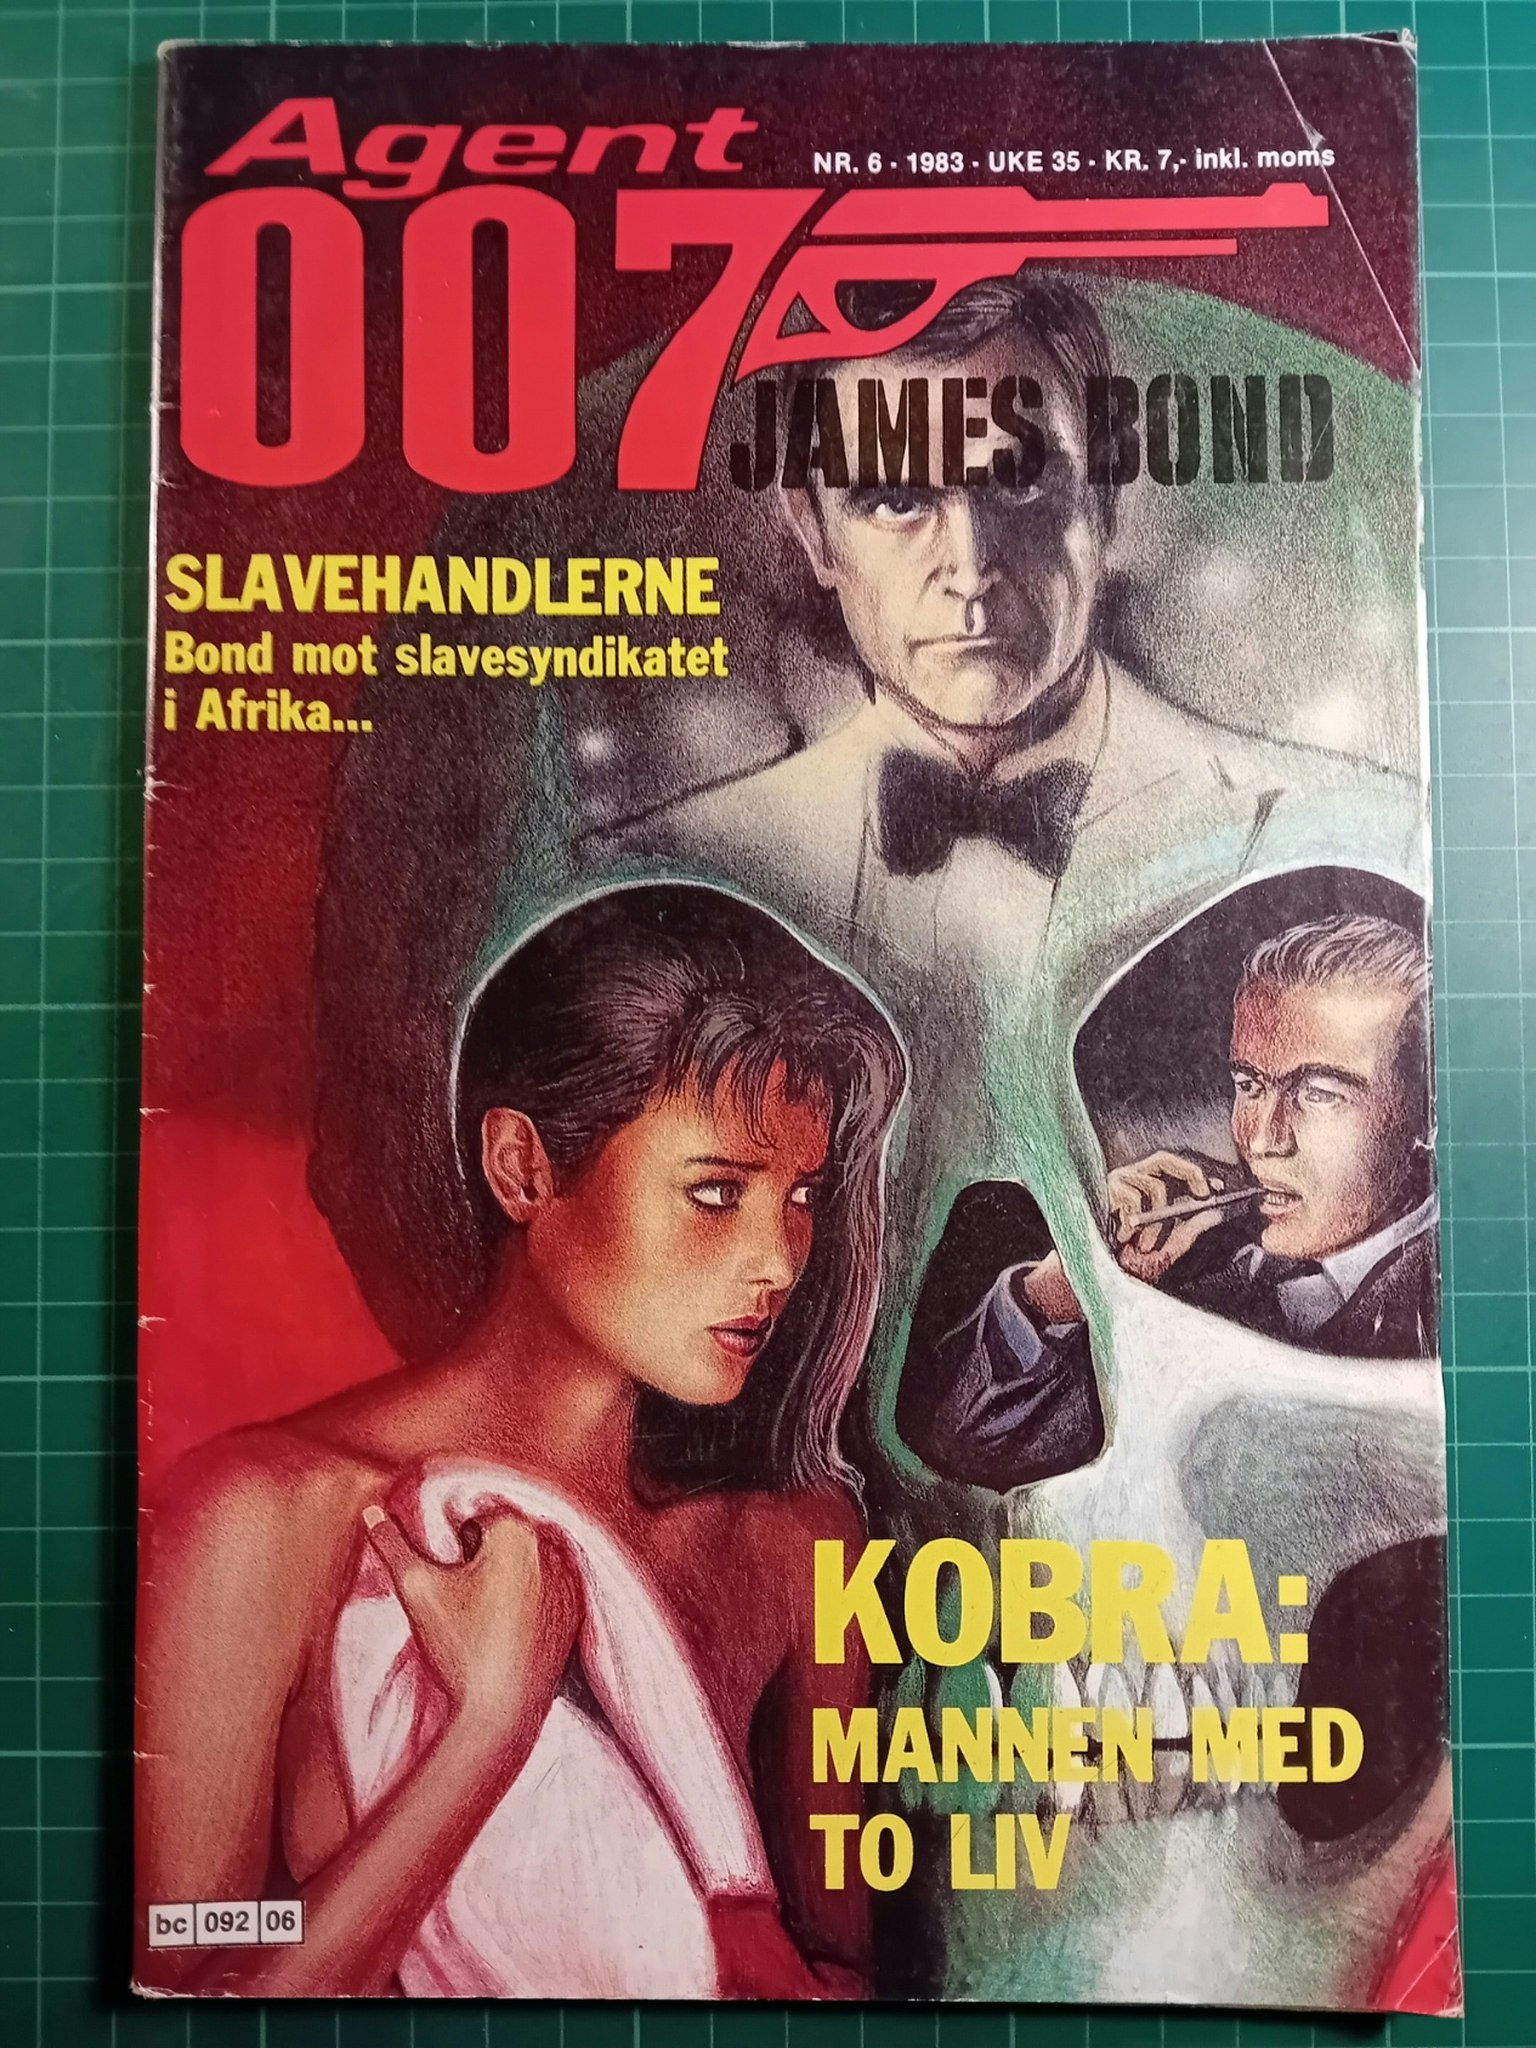 Agent
NR. 6 - 1983 - UKE 35 - KR. 7,- inkl. moms
007
JAMES BOND
SLAVEHANDLERNE
Bond mot slavesyndikatet
i Afrika...
KOBRA:
MANNEN MED
TO LIV
bc 092 06